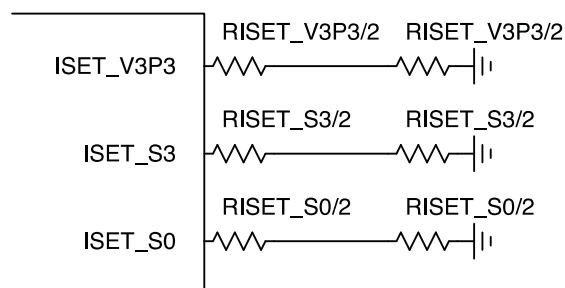 RISET_V3P3/2 RISET_V3P3/2
ISET_V3P3
RISET_S3/2 RISET_S3/2
ISET_S3
RISET_S0/2 RISET_S0/2
ISET_S0